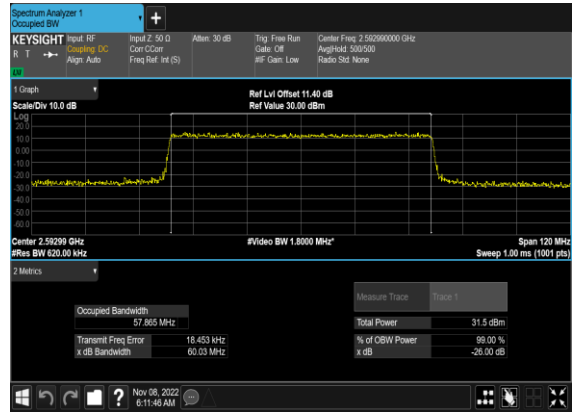 Spectrum Analyzer 1
Occupied BW
+
KEYSIGHT Input: RF Input Z: 50 Ω Atten: 30 dB Trig: Free Run Center Freq: 2.592990000 GHz
R T Coupling: DC Corr CCorr Gate: Off Avg|Hold: 500/500
Align: Auto Freq Ref: Int (S) #IF Gain: Low Radio Std: None
1 Graph
Ref Lvl Offset 11.40 dB
Scale/Div 10.0 dB Ref Value 30.00 dBm
Log
20.0
10.0
0.00
-10.0
-20.0
-30.0
-40.0
-50.0
-60.0
Center 2.59299 GHz #Video BW 1.8000 MHz* Span 120 MHz
#Res BW 620.00 kHz Sweep 1.00 ms (1001 pts)
2 Metrics
Measure Trace Trace 1
Occupied Bandwidth
57.865 MHz Total Power 31.5 dBm
Transmit Freq Error 18.453 kHz % of OBW Power 99.00 %
x dB Bandwidth 60.03 MHz x dB -26.00 dB
? Nov 08, 2022
6:11:46 AM